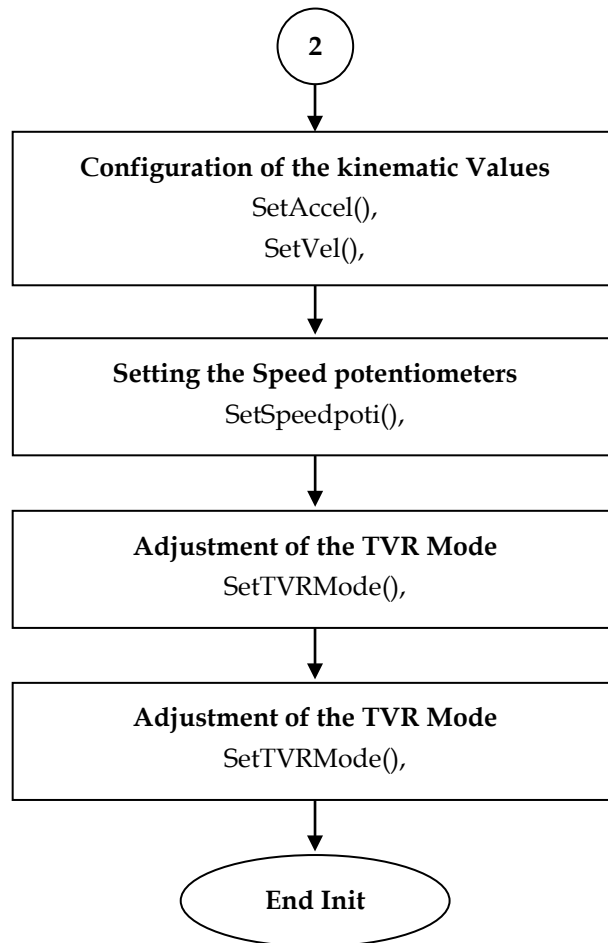 2
Configuration of the kinematic Values
SetAccel(),
SetVel(),
Setting the Speed potentiometers
SetSpeedpoti(),
Adjustment of the TVR Mode
SetTVRMode(),
Adjustment of the TVR Mode
SetTVRMode(),
End Init